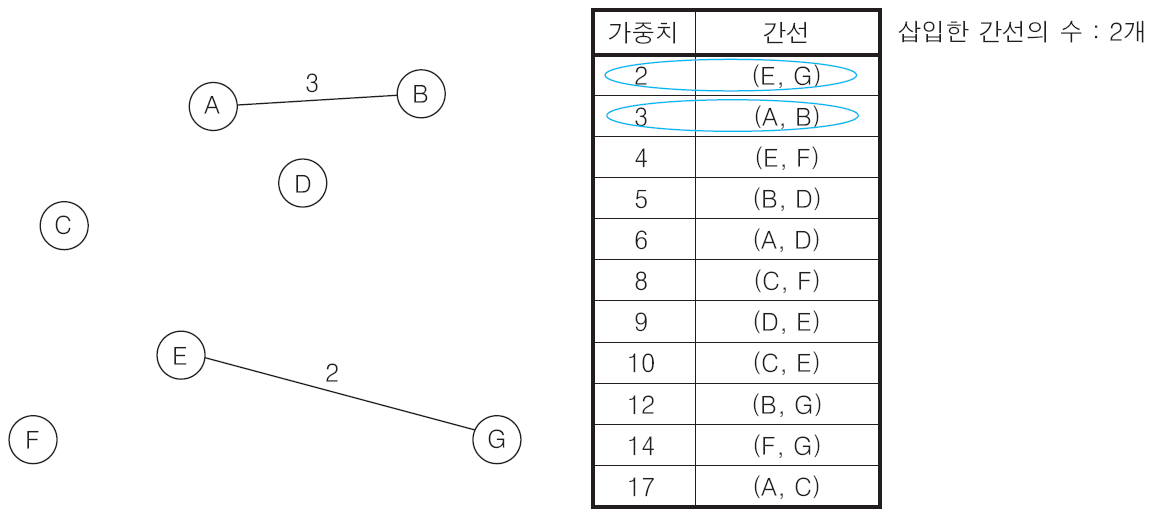 삽입한 간선의 수 : 2개
가중치 간선
2 (E, G)
3 (A, B)
4 (E, F)
5 (B, D)
6 (A, D)
8 (C, F)
9 (D, E)
10 (C, E)
12 (B, G)
14 (F, G)
17 (A, C)
A 3 B
D
C
E 2
F G